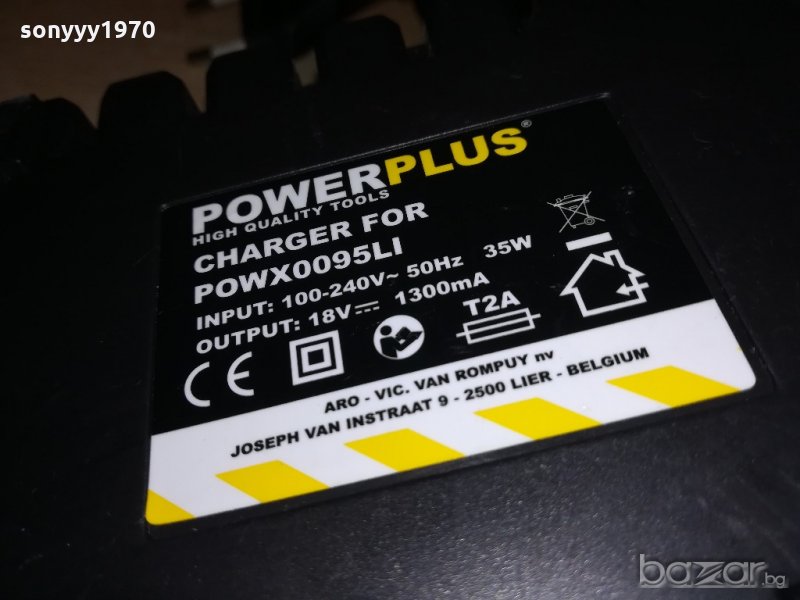 sonyyy1970
POWERPLUS®
HIGH QUALITY TOOLS
CHARGER FOR
POWX0095LI
INPUT: 100-240V~ 50Hz 35W
OUTPUT: 18V⎓ 1300mA
CE
T2A
ARO - VIC. VAN ROMPUY nv
JOSEPH VAN INSTRAAT 9 - 2500 LIER - BELGIUM
bazar.bg